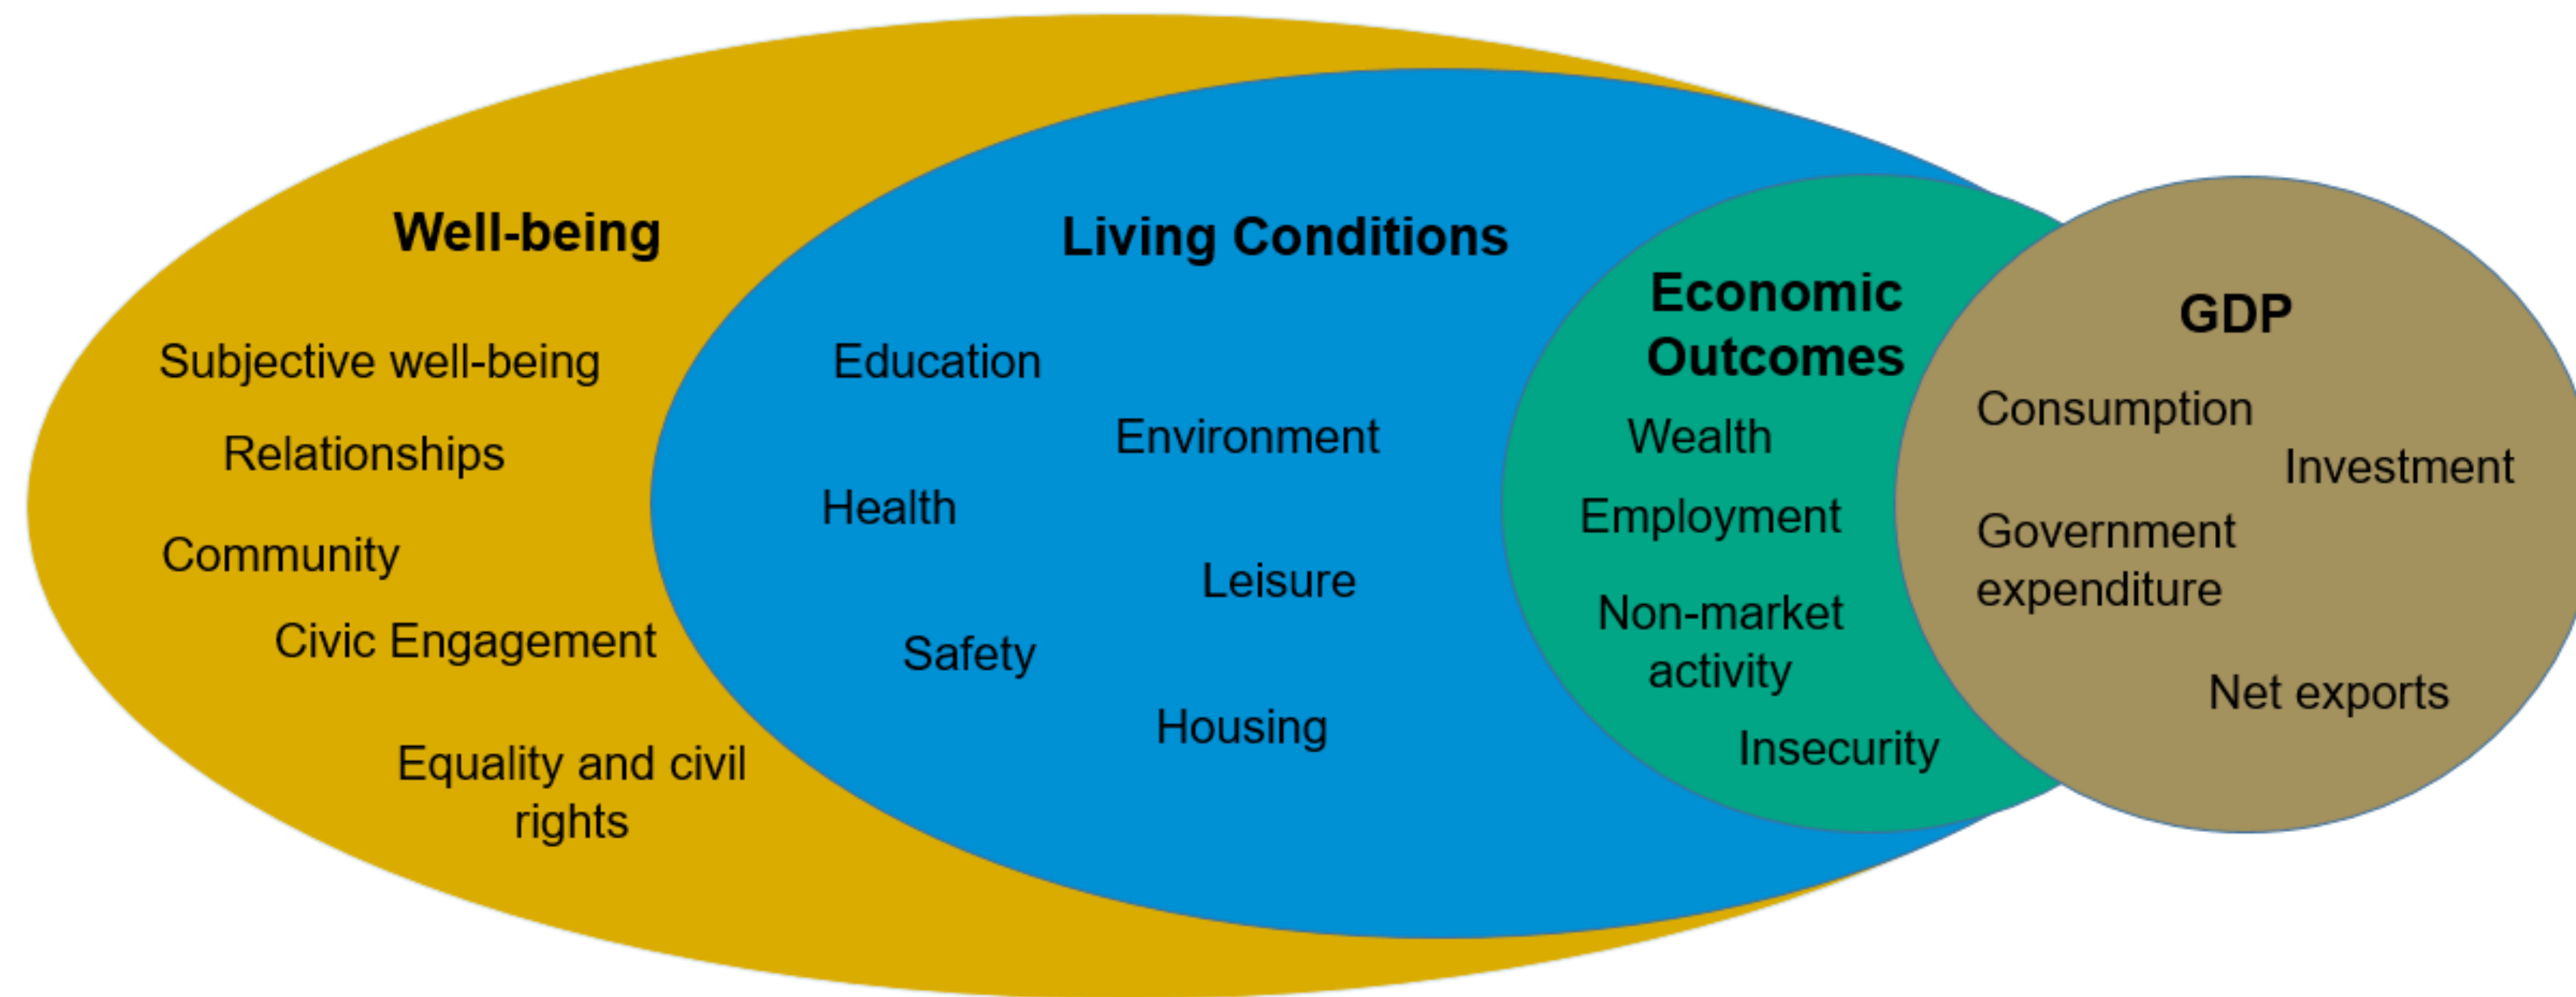 Well-being
Subjective well-being
Relationships
Community
Civic Engagement
Equality and civil
rights
Living Conditions
Education
Environment
Health
Leisure
Safety
Housing
Economic
Outcomes
Wealth
Employment
Non-market
activity
Insecurity
GDP
Consumption
Investment
Government
expenditure
Net exports